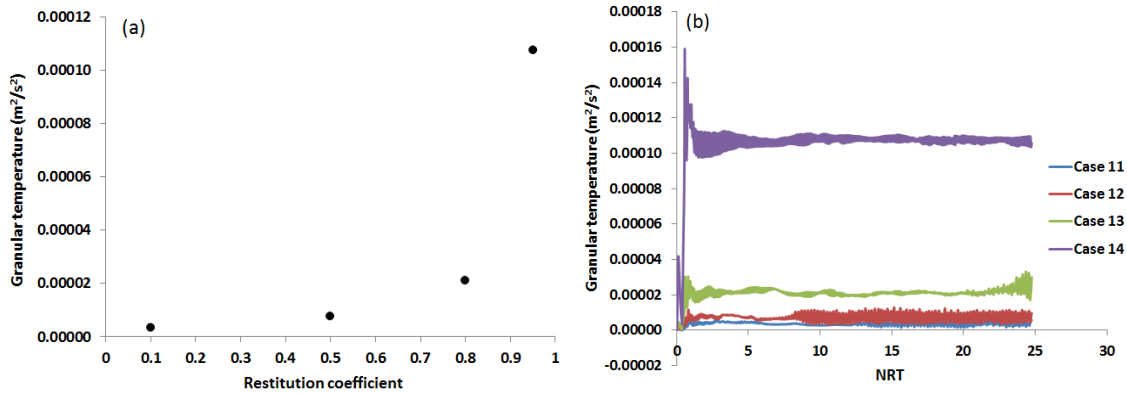 (a)
Granular temperature (m²/s²)
0.00012
0.00010
0.00008
0.00006
0.00004
0.00002
0.00000
0 0.1 0.2 0.3 0.4 0.5 0.6 0.7 0.8 0.9 1
Restitution coefficient
(b)
Granular temperature (m²/s²)
0.00018
0.00016
0.00014
0.00012
0.00010
0.00008
0.00006
0.00004
0.00002
0.00000
-0.00002
0 5 10 15 20 25 30
NRT
Case 11
Case 12
Case 13
Case 14